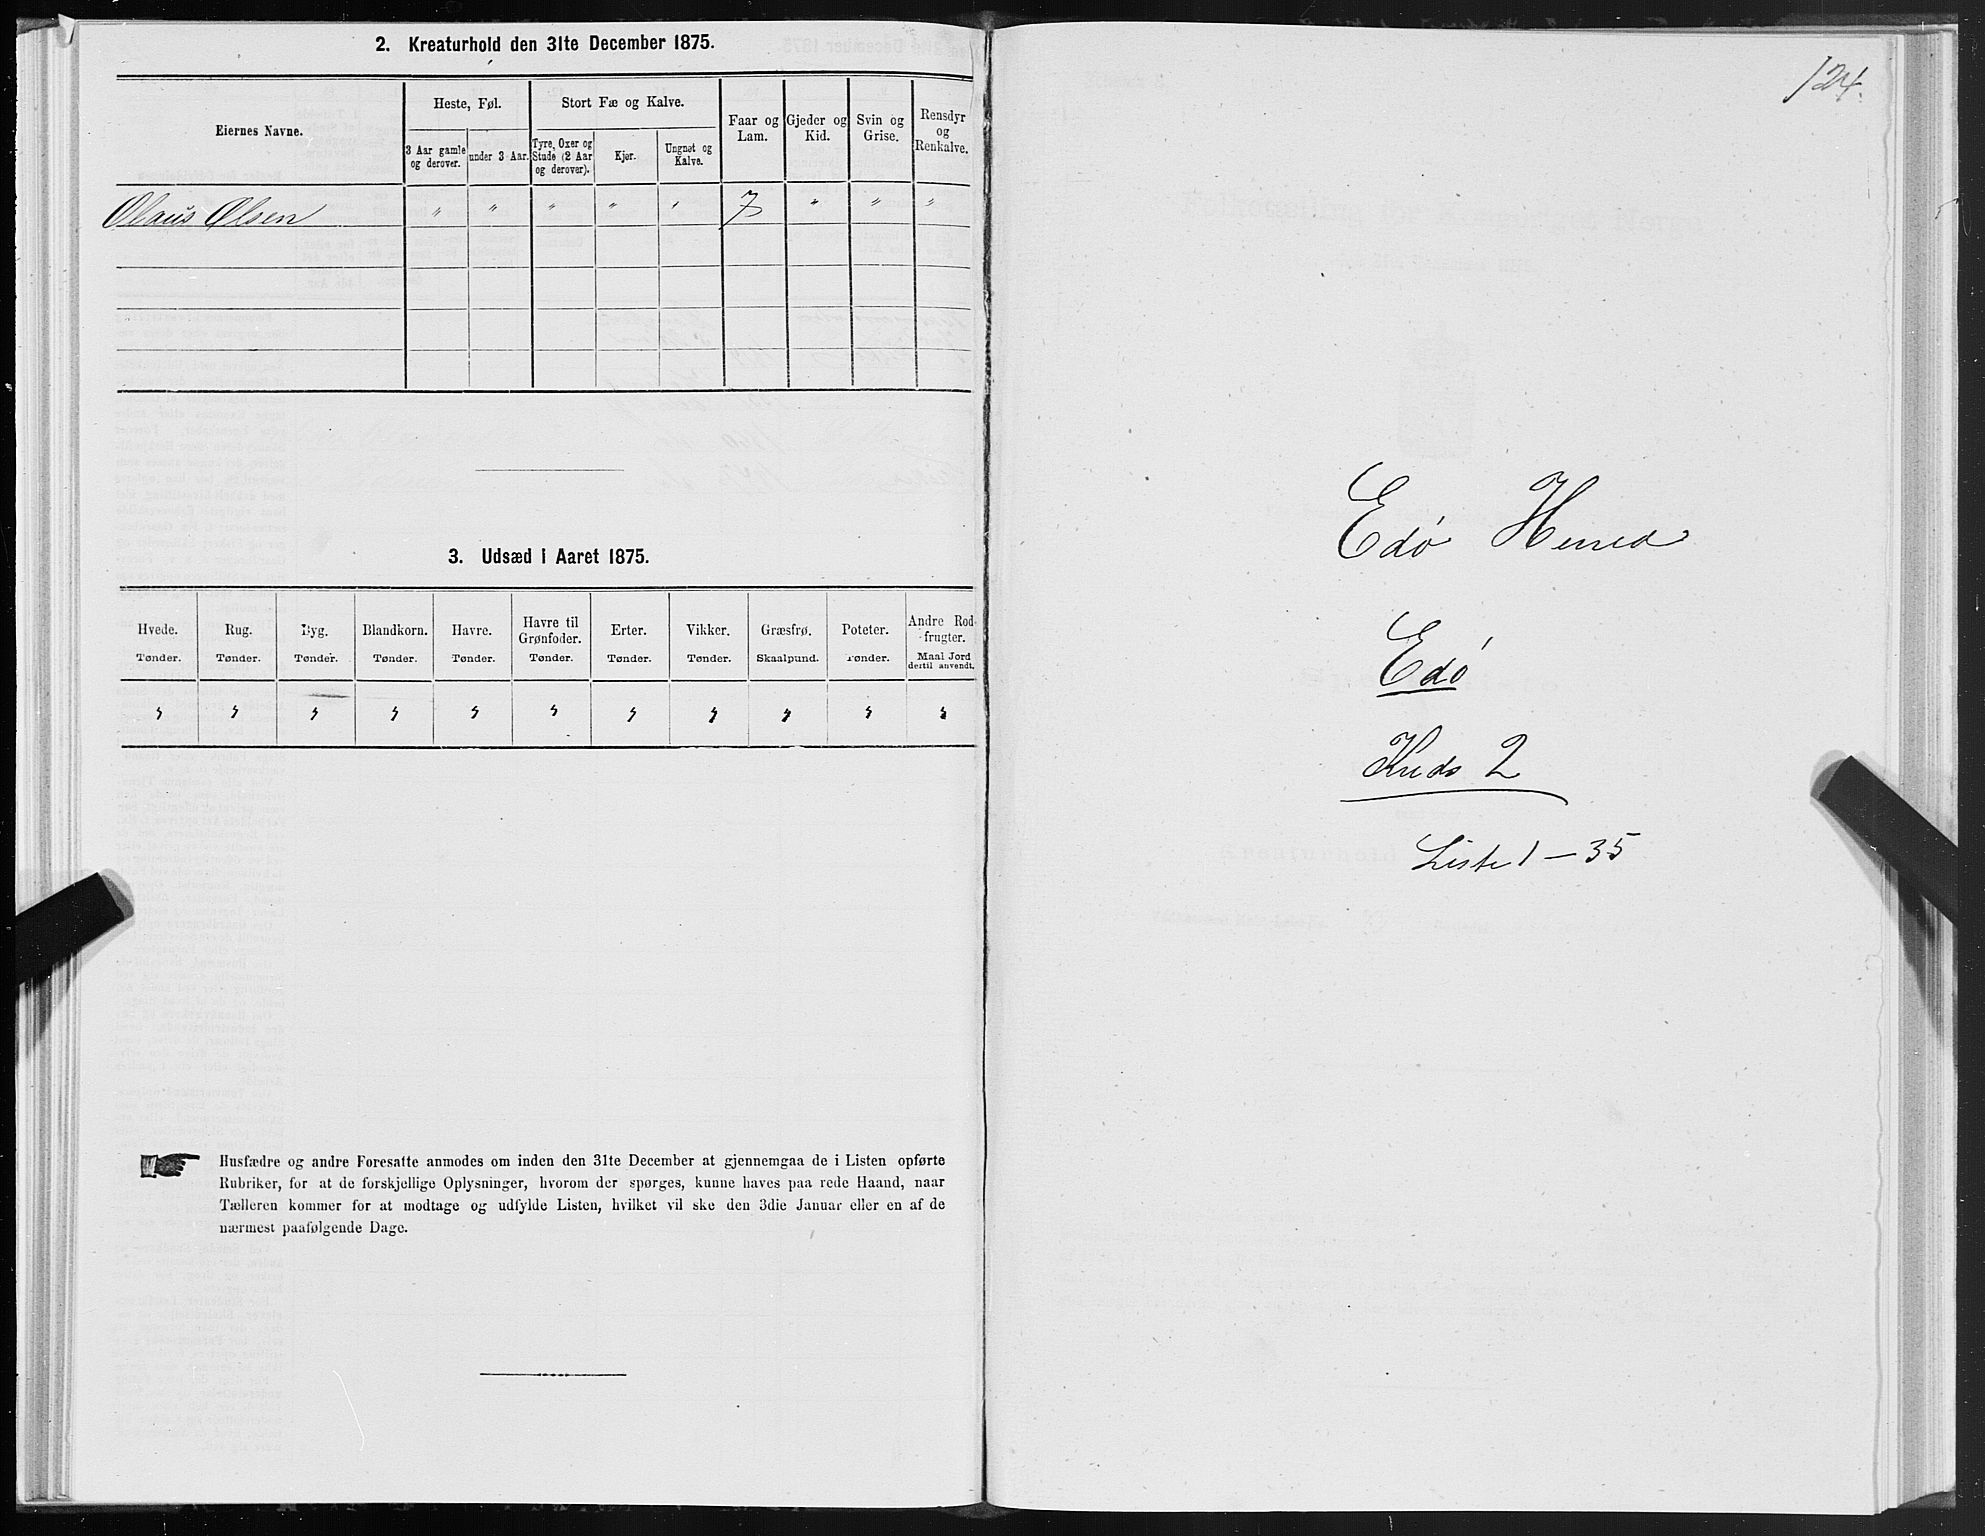 2. Kreaturhold den 31te December 1875.
Eiernes Navne.
Heste, Føl.
Stort Fæ og Kalve.
Faar og Lam.
Gjeder og Kid.
Svin og Grise.
Rensdyr og Renkalve.
3 Aar gamle og derover.
under 3 Aar.
Tyre, Oxer og Stude (2 Aar og derover).
Kjør.
Ungnøt og Kalve.
Olaus Olsen " " " " " 7 " " "
3. Udsæd i Aaret 1875.
Hvede. Rug. Byg. Blandkorn. Havre. Havre til Grønfoder. Erter. Vikker. Græsfrø. Poteter. Andre Rodfrugter.
Tønder. Tønder. Tønder. Tønder. Tønder. Tønder. Tønder. Tønder. Skaalpund. Tønder. Maal Jord dertil anvendt.
" " " " " " " " " " "
Husfædre og andre Foresatte anmodes om inden den 31te December at gjennemgaa de i Listen opførte
Rubriker, for at de forskjellige Oplysninger, hvorom der spørges, kunne haves paa rede Haand, naar
Tælleren kommer for at modtage og udfylde Listen, hvilket vil ske den 3die Januar eller en af de
nærmest paafølgende Dage.
124.
Edø Herred
Edø
Kreds 2
Liste 1 - 35